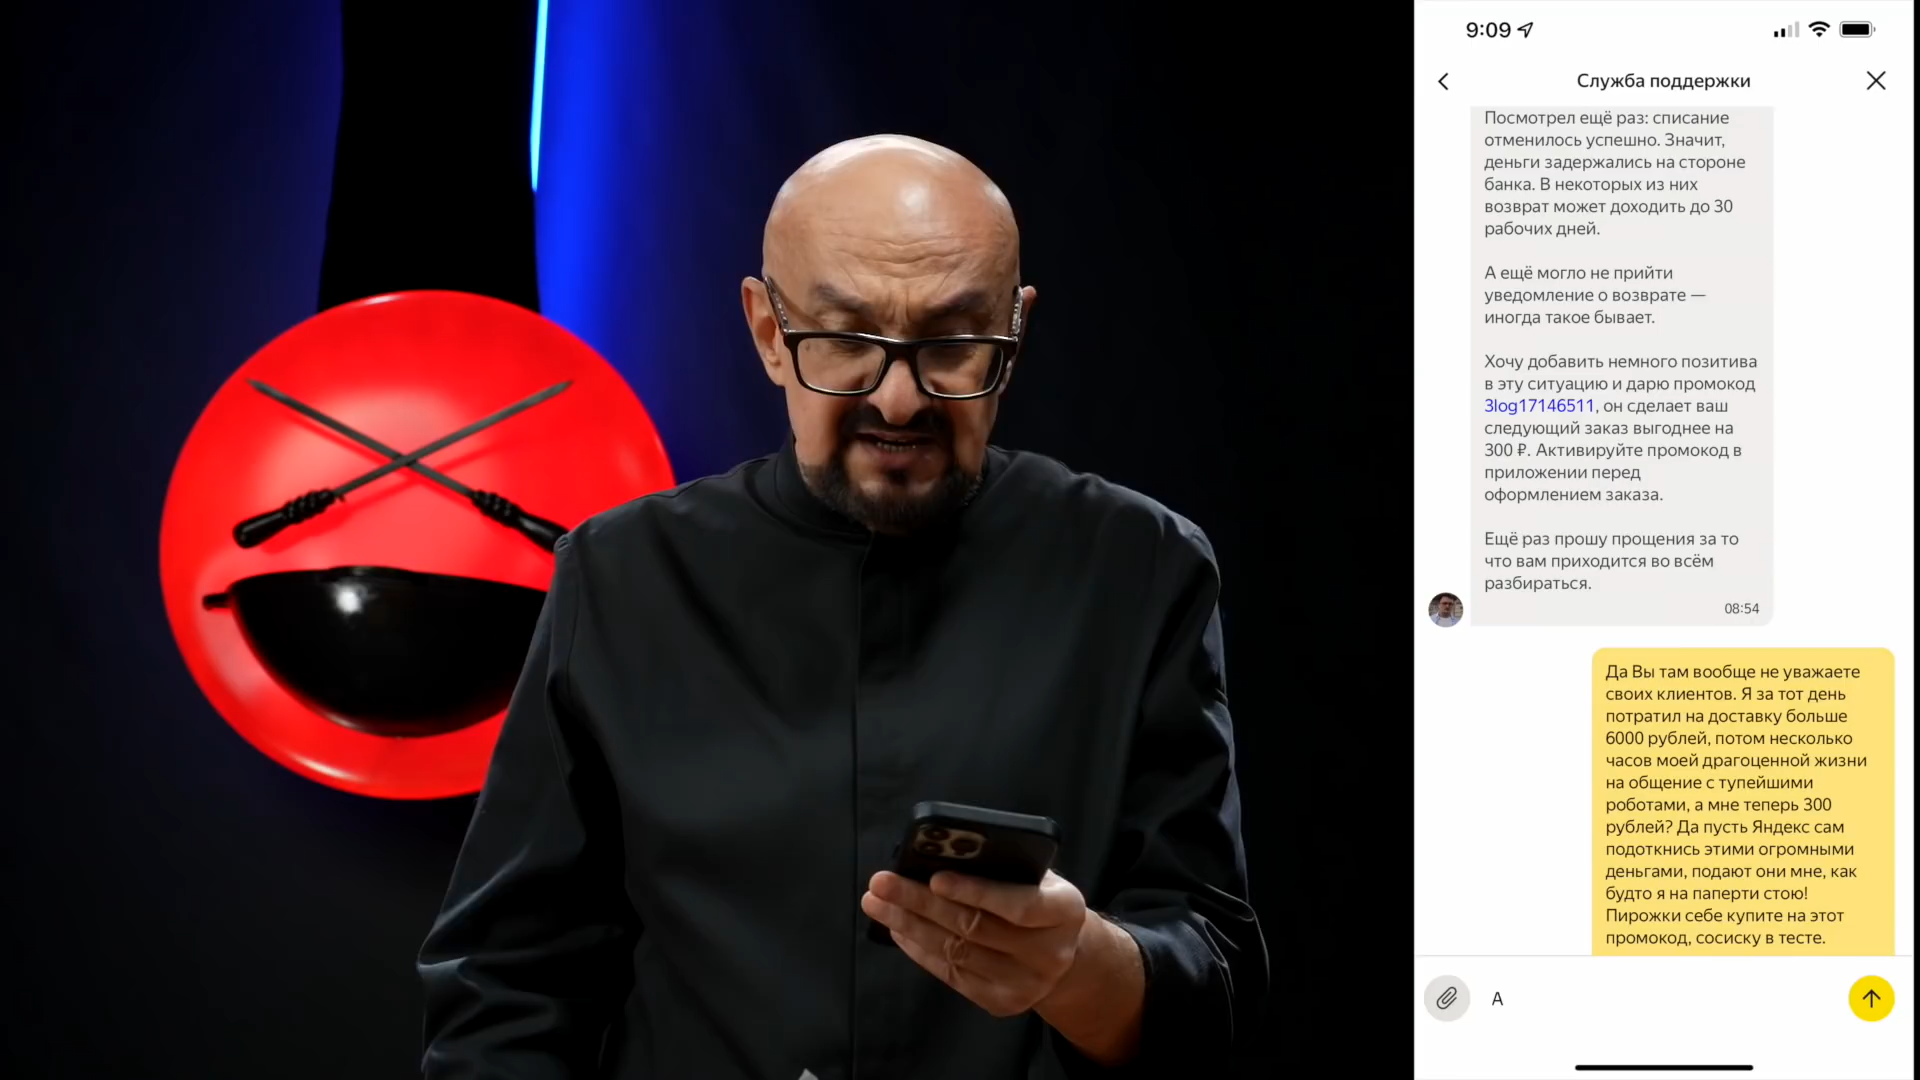 9:09
Служба поддержки
Посмотрел ещё раз: списание
отменилось успешно. Значит,
деньги задержались на стороне
банка. В некоторых из них
возврат может доходить до 30
рабочих дней.
А ещё могло не прийти
уведомление о возврате —
иногда такое бывает.
Хочу добавить немного позитива
в эту ситуацию и дарю промокод
3log17146511, он сделает ваш
следующий заказ выгоднее на
300 ₽. Активируйте промокод в
приложении перед
оформлением заказа.
Ещё раз прошу прощения за то
что вам приходится во всём
разбираться.
08:54
Да Вы там вообще не уважаете
своих клиентов. Я за тот день
потратил на доставку больше
6000 рублей, потом несколько
часов моей драгоценной жизни
на общение с тупейшими
роботами, а мне теперь 300
рублей? Да пусть Яндекс сам
подоткнись этими огромными
деньгами, подают они мне, как
будто я на паперти стою!
Пирожки себе купите на этот
промокод, сосиску в тесте.
А